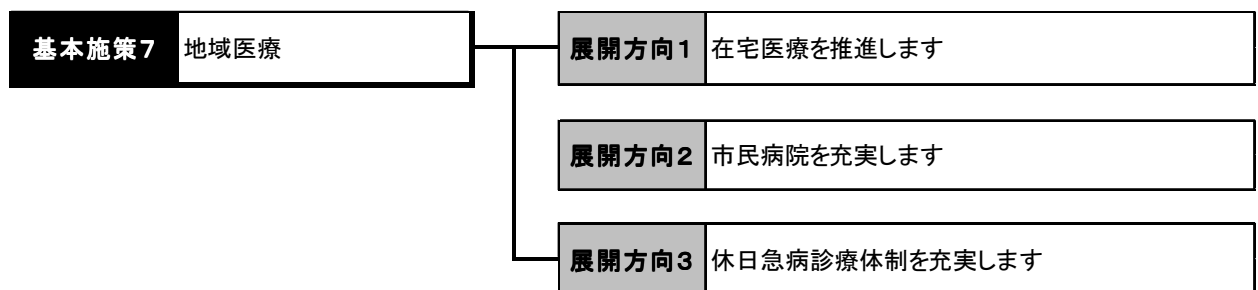 基本施策7 地域医療
展開方向1 在宅医療を推進します
展開方向2 市民病院を充実します
展開方向3 休日急病診療体制を充実します